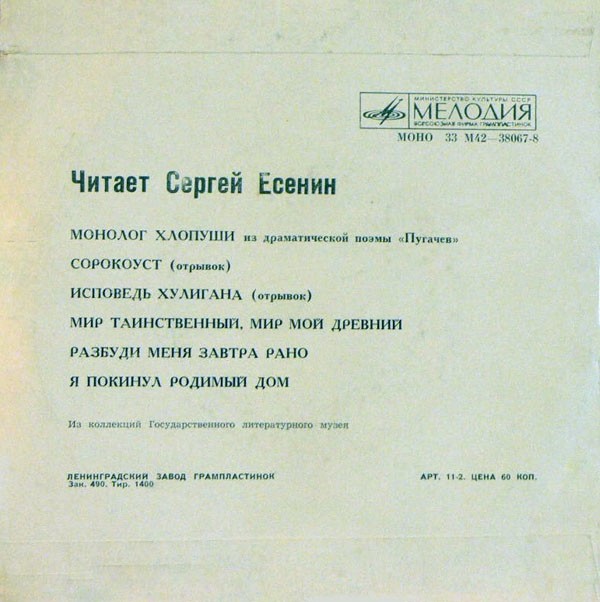 МИНИСТЕРСТВО КУЛЬТУРЫ СССР
МЕЛОДИЯ
ВСЕСОЮЗНАЯ ФИРМА ГРАМПЛАСТИНОК
МОНО 33 М42—38067-8
Читает Сергей Есенин
МОНОЛОГ ХЛОПУШИ из драматической поэмы «Пугачев»
СОРОКОУСТ (отрывок)
ИСПОВЕДЬ ХУЛИГАНА (отрывок)
МИР ТАИНСТВЕННЫЙ, МИР МОЙ ДРЕВНИЙ
РАЗБУДИ МЕНЯ ЗАВТРА РАНО
Я ПОКИНУЛ РОДИМЫЙ ДОМ
Из коллекций Государственного литературного музея
ЛЕНИНГРАДСКИЙ ЗАВОД ГРАМПЛАСТИНОК
Зак. 490. Тир. 1400
АРТ. 11-2. ЦЕНА 60 КОП.